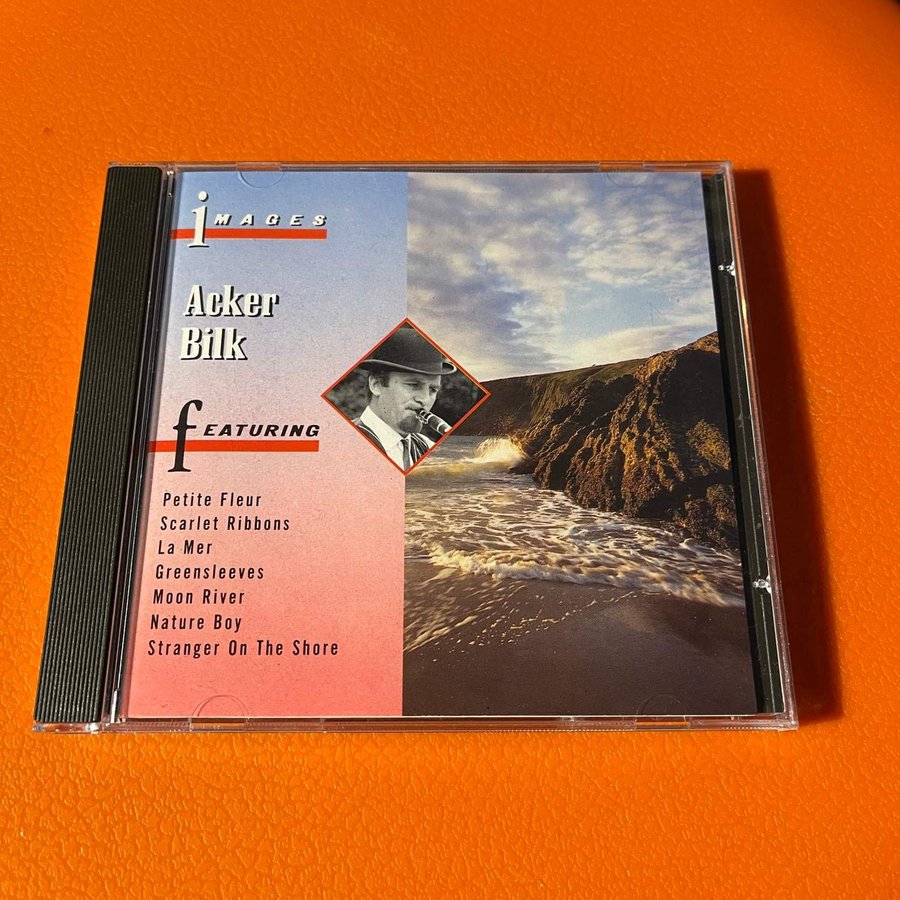 iMAGES
Acker
Bilk
fEATURING
Petite Fleur
Scarlet Ribbons
La Mer
Greensleeves
Moon River
Nature Boy
Stranger On The Shore